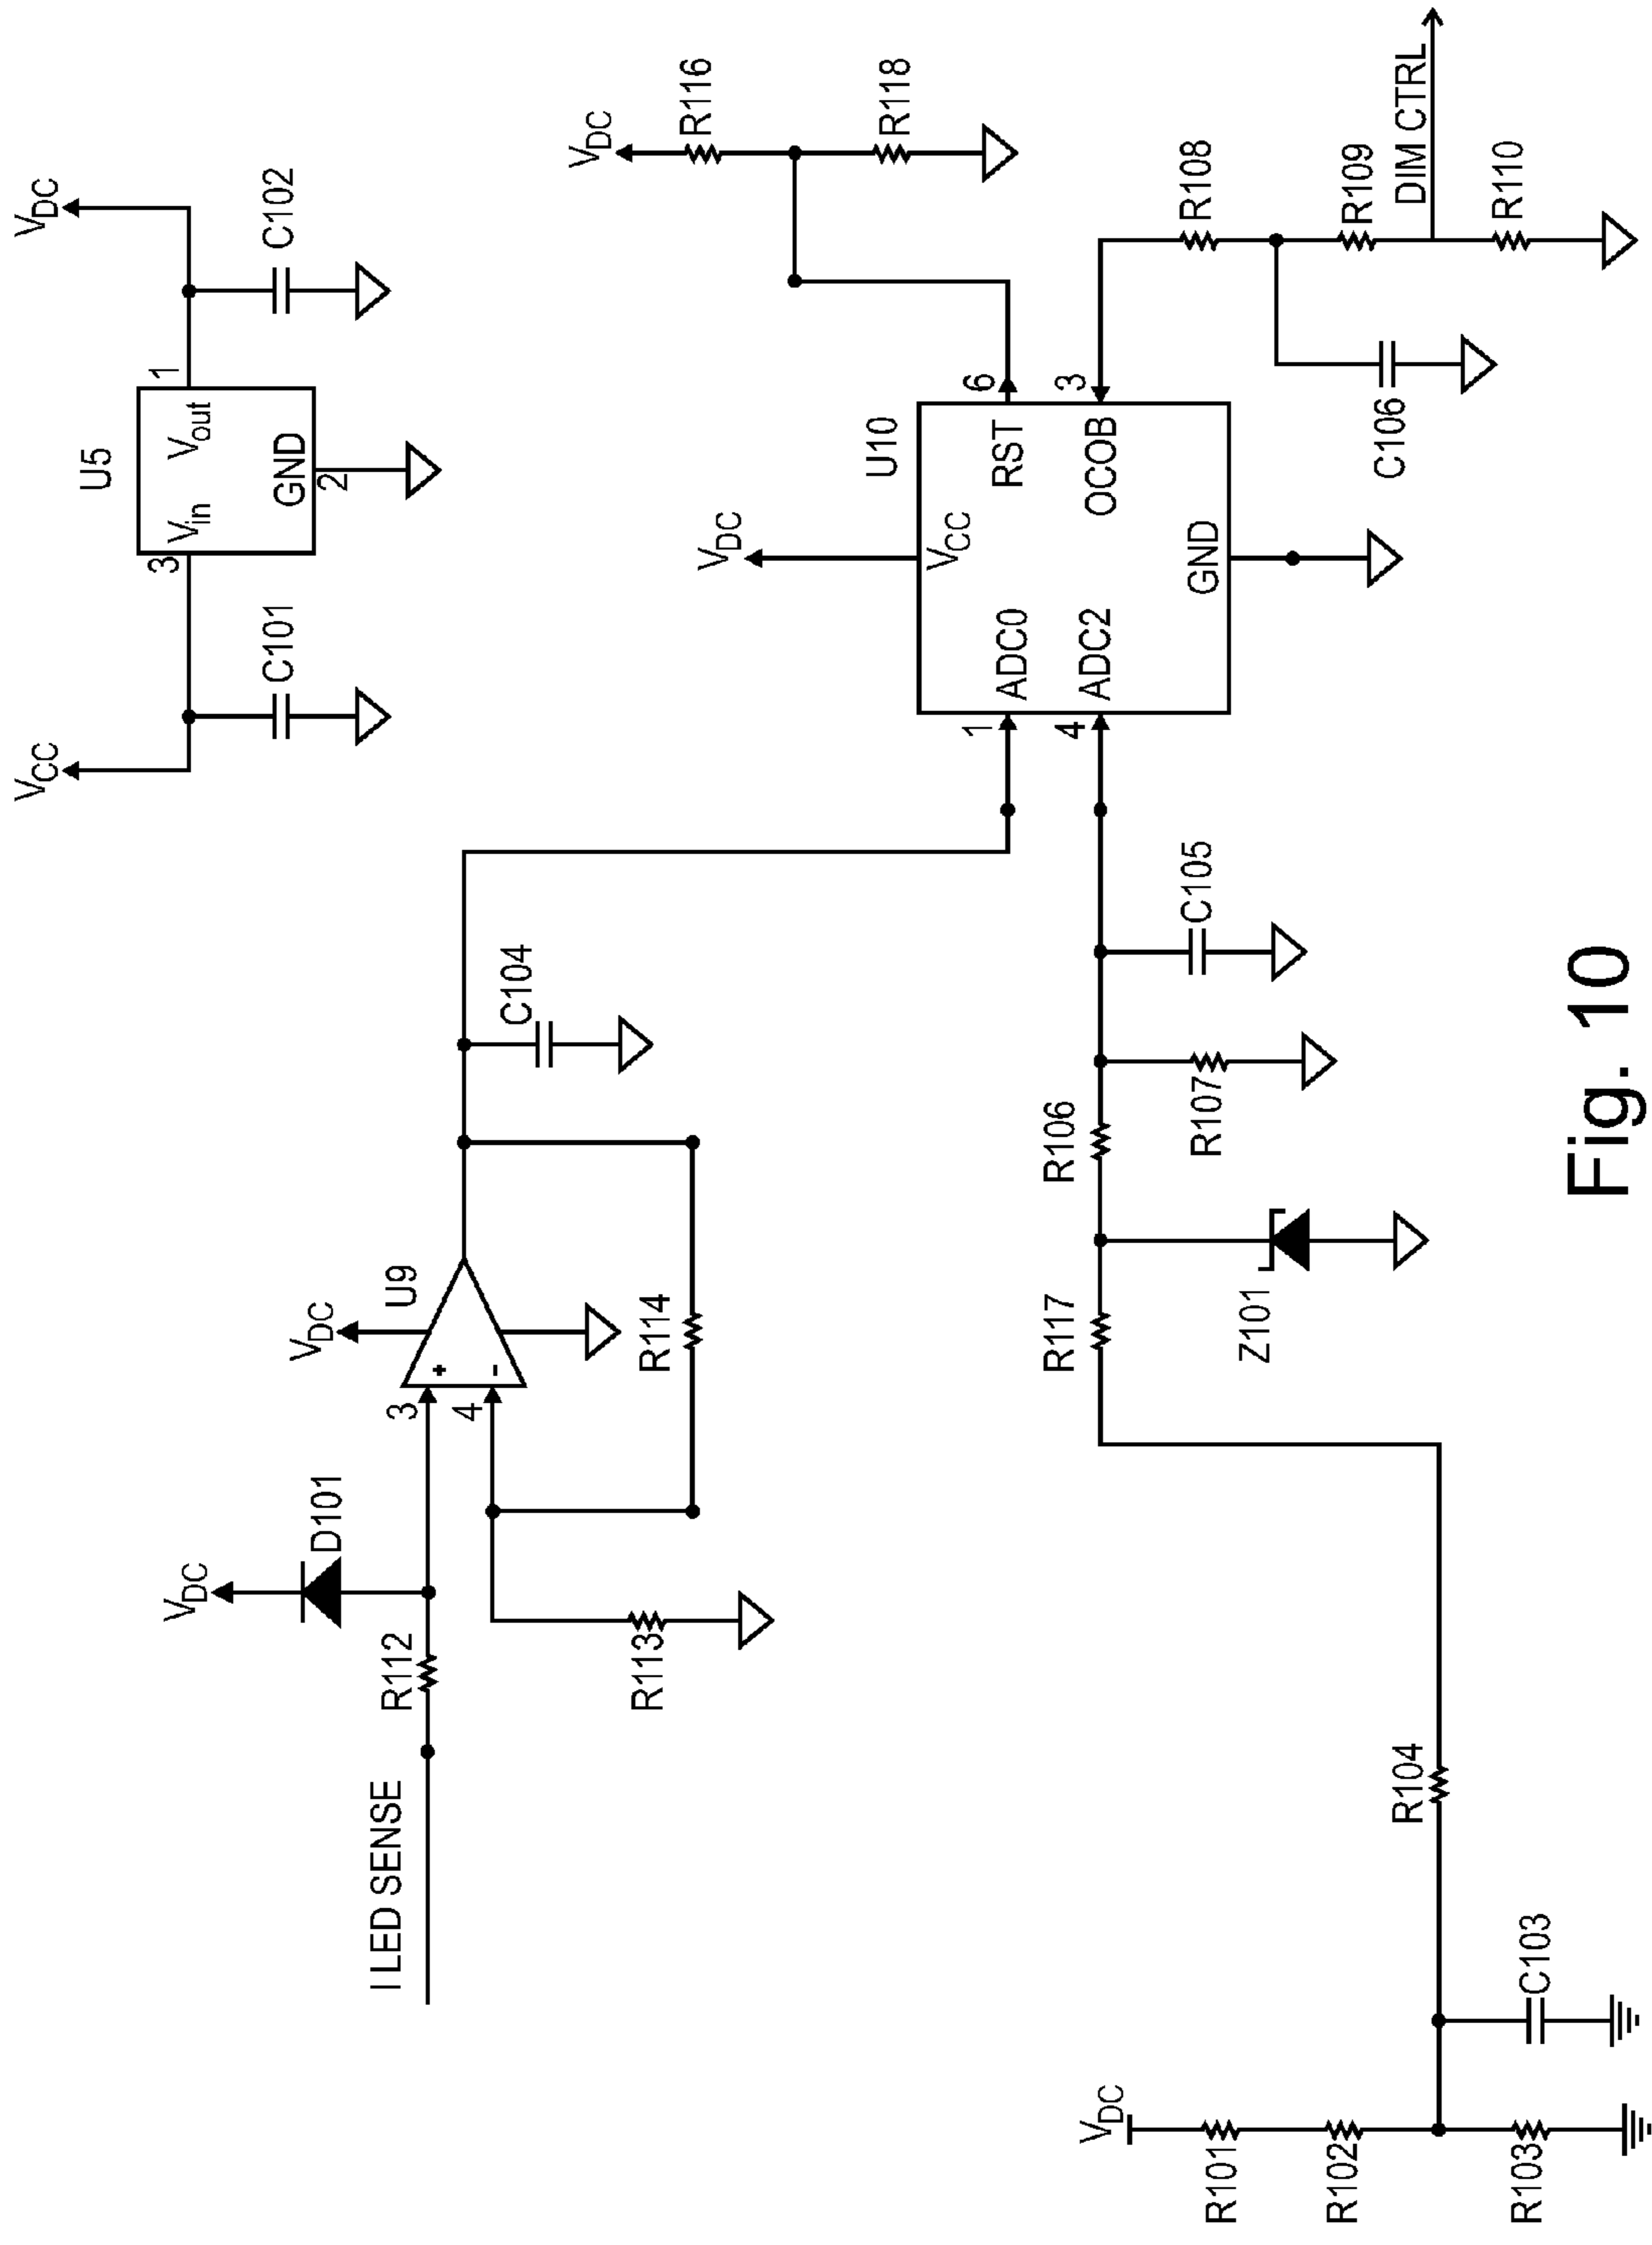 VCC
C101
3
U5
Vin
Vout
GND
2
1
VDC
C102
VDC
D101
I LED SENSE
R112
3
4
+
-
VDC
U9
R113
R114
C104
VDC
U10
VCC
1
ADC0
4
ADC2
GND
6
RST
3
OCOB
VDC
R116
R118
R108
R109
DIM CTRL
R110
C106
VDC
R101
R102
R103
C103
R104
R117
Z101
R106
R107
C105
Fig. 10